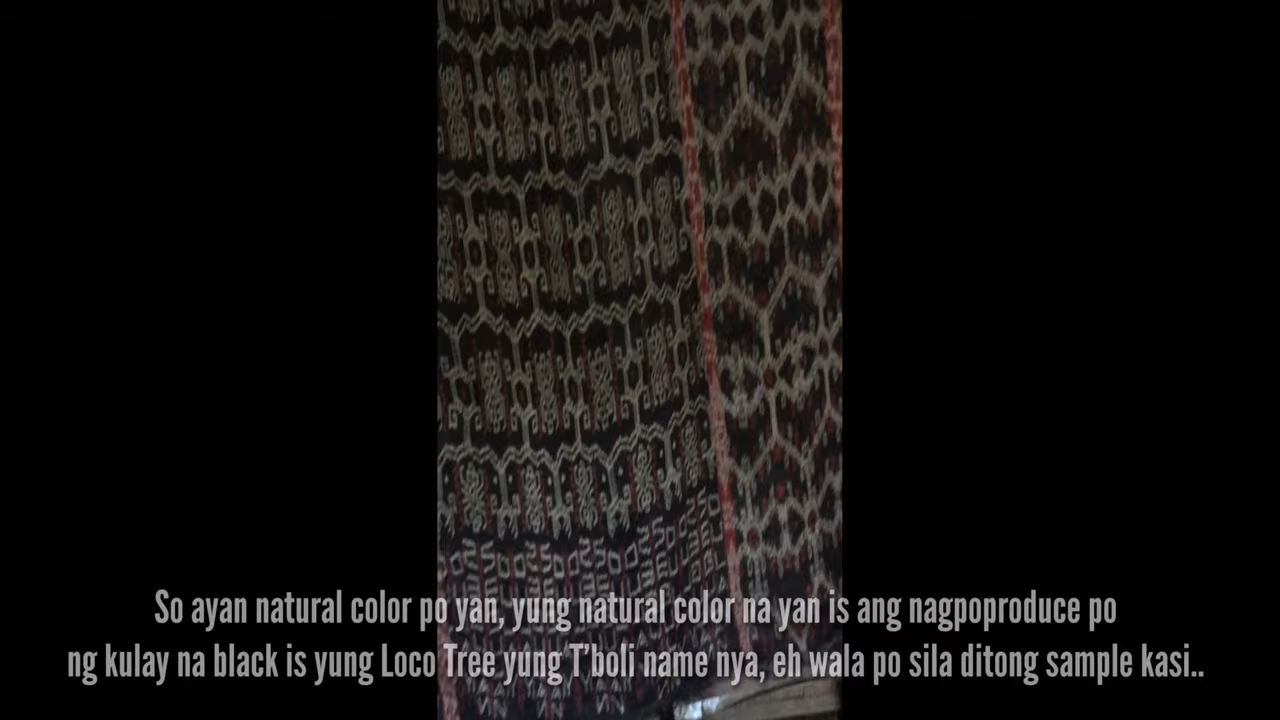 So ayan natural color po yan, yung natural color na yan is ang nagpoproduce po
ng kulay na black is yung Loco Tree yung T'boli name nya, eh wala po sila ditong sample kasi..